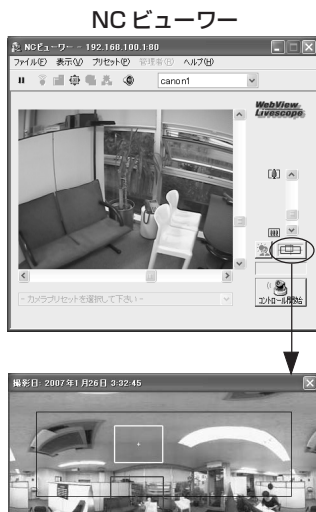 NCビューワー
NCビューワー - 192.168.100.1:80
ファイル(F) 表示(V) プリセット(P) 管理者(R) ヘルプ(H)
canon1
WebView
Livescope
- カメラプリセットを選択して下さい -
コントロール開始
撮影日: 2007年1月26日 3:32:45